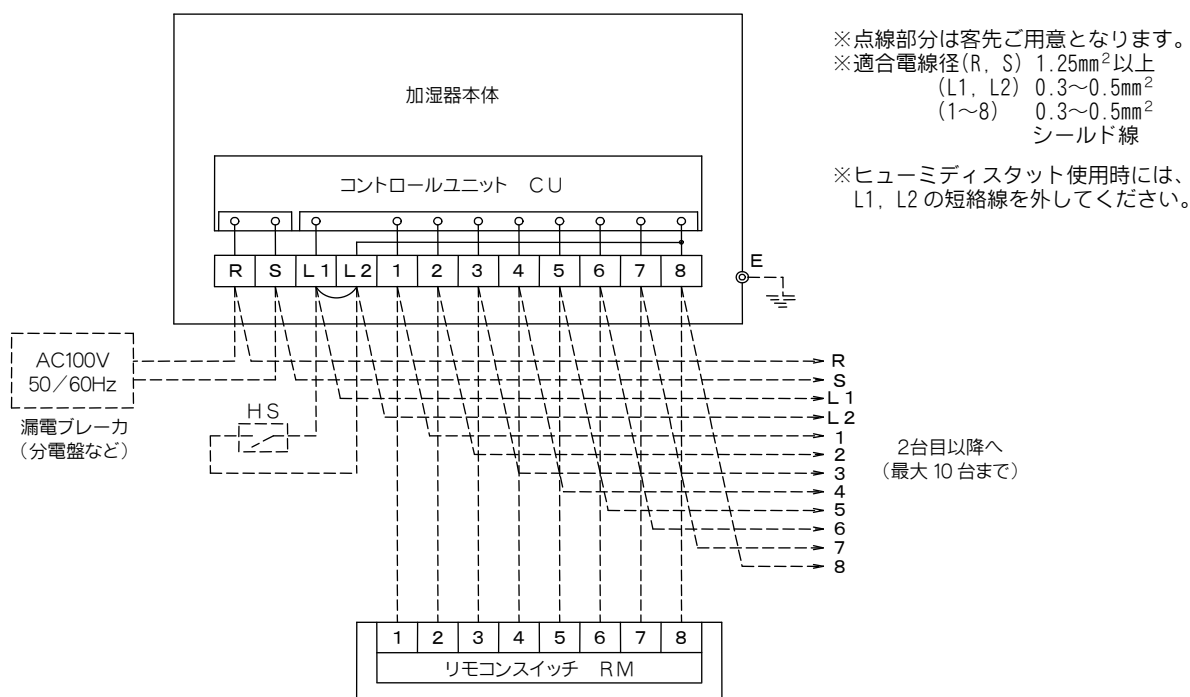 ※点線部分は客先ご用意となります。
※適合電線径(R, S) 1.25mm²以上
(L1, L2) 0.3～0.5mm²
(1～8) 0.3～0.5mm²
シールド線
※ヒューミディスタット使用時には、
L1, L2の短絡線を外してください。
加湿器本体
コントロールユニット CU
R S L1 L2 1 2 3 4 5 6 7 8
E
AC100V
50／60Hz
漏電ブレーカ
（分電盤など）
HS
R
S
L1
L2
1
2
3
4
5
6
7
8
2台目以降へ
（最大10台まで）
1 2 3 4 5 6 7 8
リモコンスイッチ RM